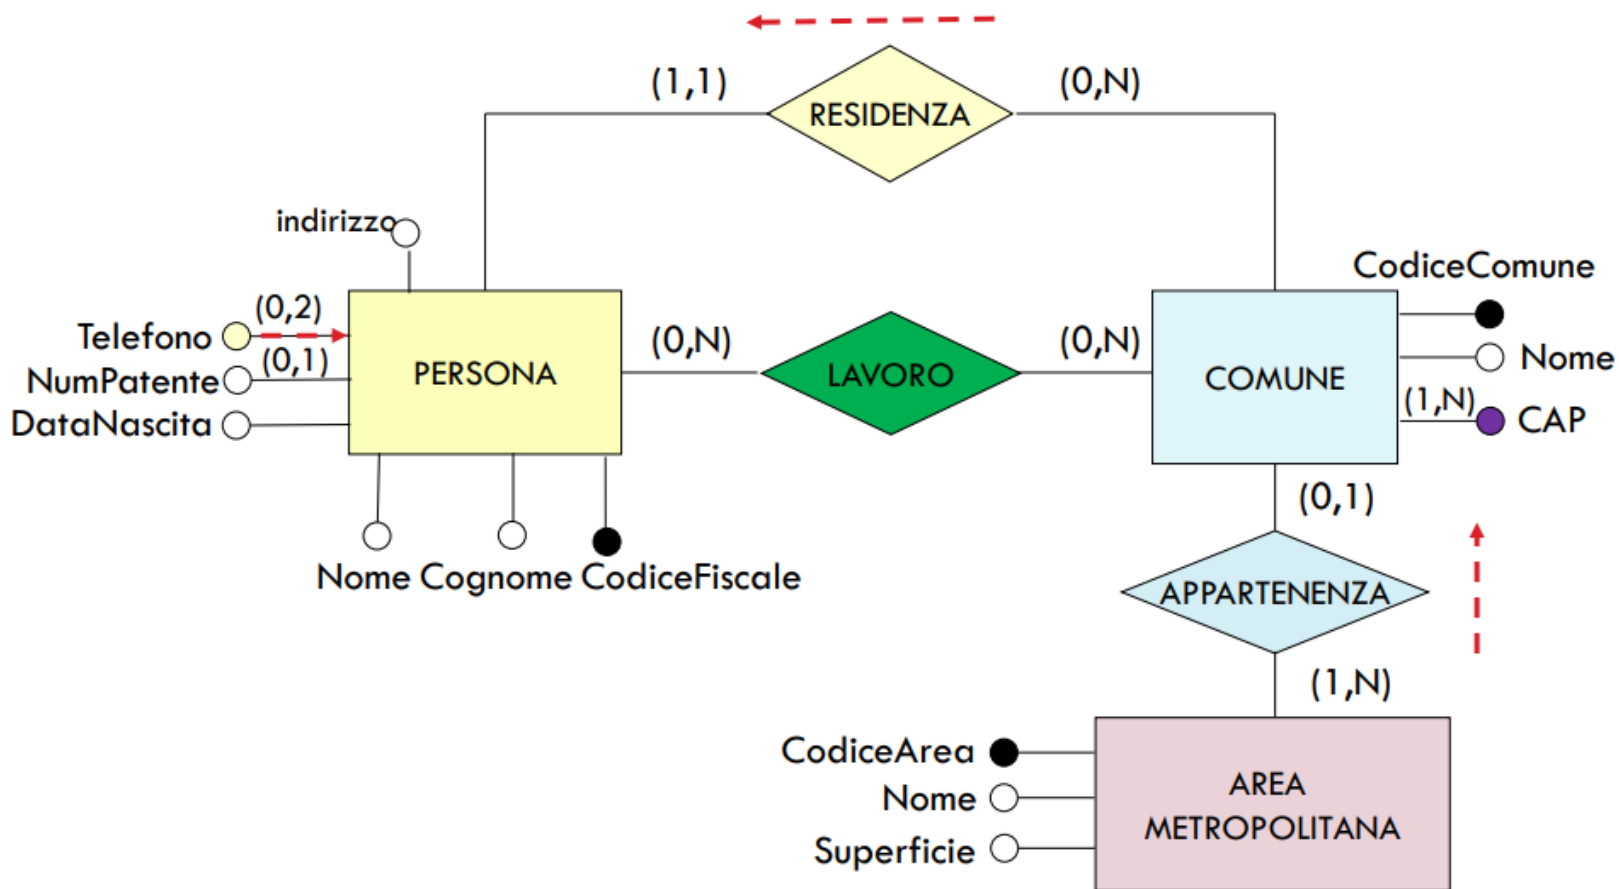 (1,1)
RESIDENZA
(0,N)
indirizzo
Telefono
(0,2)
NumPatente
(0,1)
DataNascita
PERSONA
(0,N)
LAVORO
(0,N)
COMUNE
CodiceComune
Nome
(1,N)
CAP
Nome Cognome CodiceFiscale
(0,1)
APPARTENENZA
(1,N)
CodiceArea
Nome
Superficie
AREA
METROPOLITANA